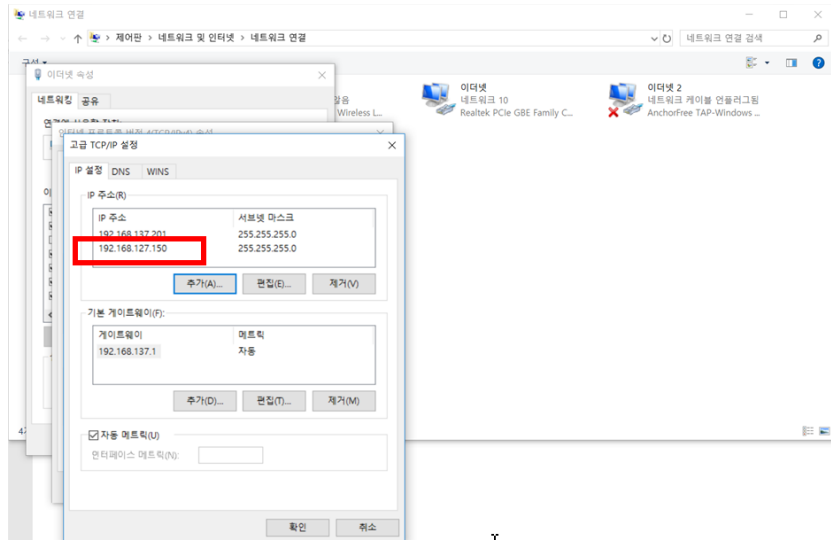 네트워크 연결
제어판 > 네트워크 및 인터넷 > 네트워크 연결
네트워크 연결 검색
이더넷 속성
네트워킹 공유
이더넷
네트워크 10
Realtek PCIe GBE Family C...
이더넷 2
네트워크 케이블 언플러그됨
AnchorFree TAP-Windows ...
Wireless L...
고급 TCP/IP 설정
IP 설정 DNS WINS
IP 주소(R)
IP 주소 서브넷 마스크
192.168.137.201 255.255.255.0
192.168.127.150 255.255.255.0
추가(A)... 편집(E)... 제거(V)
기본 게이트웨이(F):
게이트웨이 메트릭
192.168.137.1 자동
추가(D)... 편집(T)... 제거(M)
자동 메트릭(U)
인터페이스 메트릭(N):
확인 취소